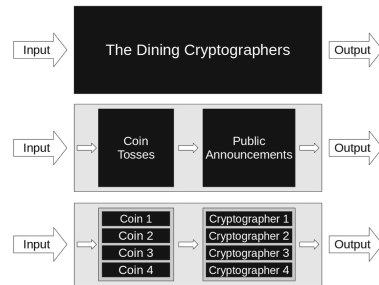 Input
The Dining Cryptographers
Output
Input
Coin
Tosses
Public
Announcements
Output
Input
Coin 1
Coin 2
Coin 3
Coin 4
Cryptographer 1
Cryptographer 2
Cryptographer 3
Cryptographer 4
Output